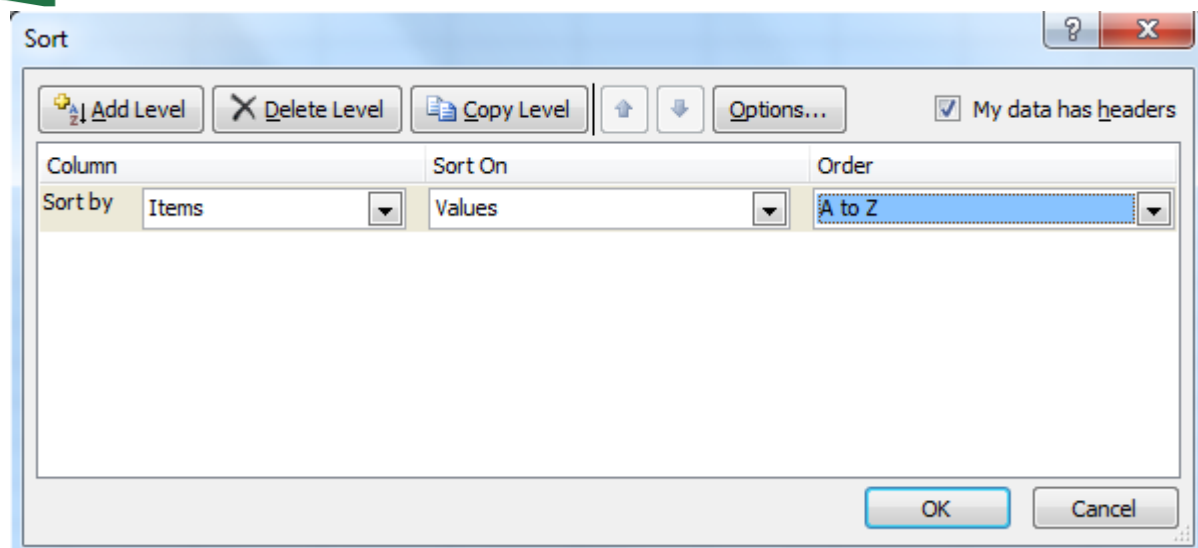 Sort
Add Level Delete Level Copy Level Options... My data has headers
Column Sort On Order
Sort by Items Values A to Z
OK Cancel